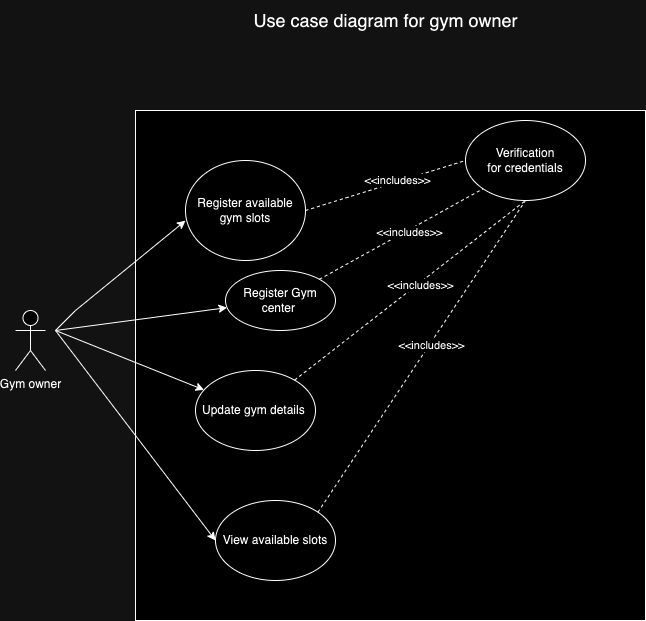 Use case diagram for gym owner
Verification
for credentials
<<includes>>
Register available
gym slots
<<includes>>
<<includes>>
Register Gym
center
<<includes>>
Gym owner
Update gym details
View available slots